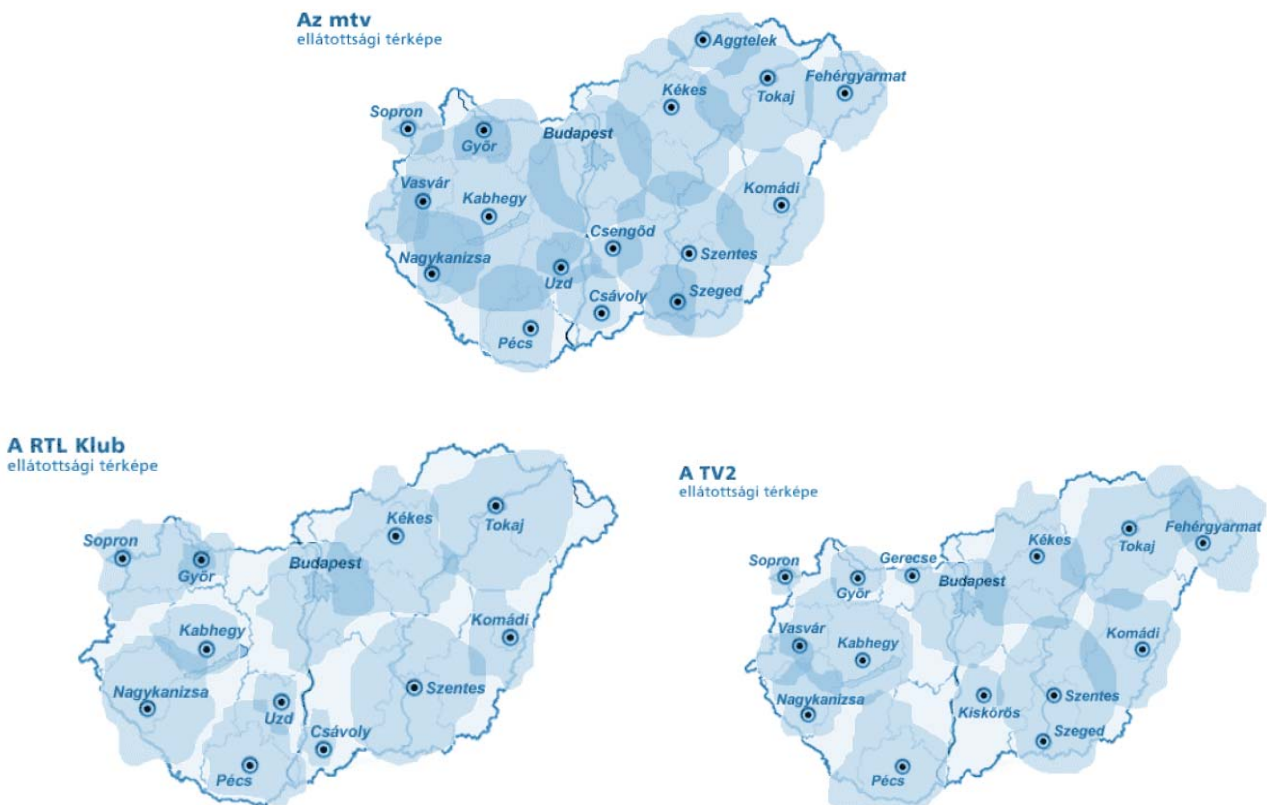 Az mtv
ellátottsági térképe
Aggtelek
Fehérgyarmat
Kékes
Tokaj
Sopron
Budapest
Győr
Vasvár
Kabhegy
Komádi
Csengőd
Nagykanizsa
Szentes
Uzd
Csávoly
Szeged
Pécs
A RTL Klub
ellátottsági térképe
Kékes
Tokaj
Sopron
Győr
Budapest
Kabhegy
Komádi
Nagykanizsa
Szentes
Uzd
Csávoly
Pécs
A TV2
ellátottsági térképe
Fehérgyarmat
Kékes
Tokaj
Sopron
Gerecse
Győr
Budapest
Vasvár
Kabhegy
Komádi
Nagykanizsa
Kiskőrös
Szentes
Szeged
Pécs